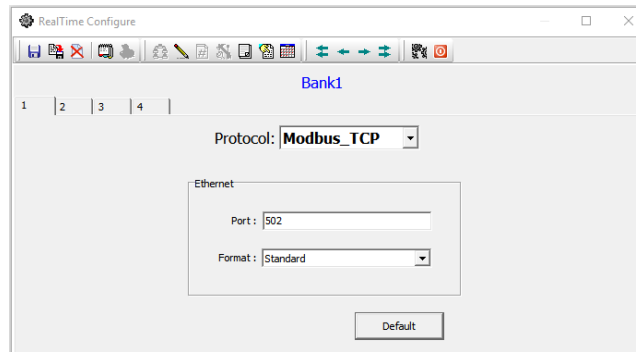 RealTime Configure
Bank1
1 2 3 4
Protocol: Modbus_TCP
Ethernet
Port : 502
Format : Standard
Default